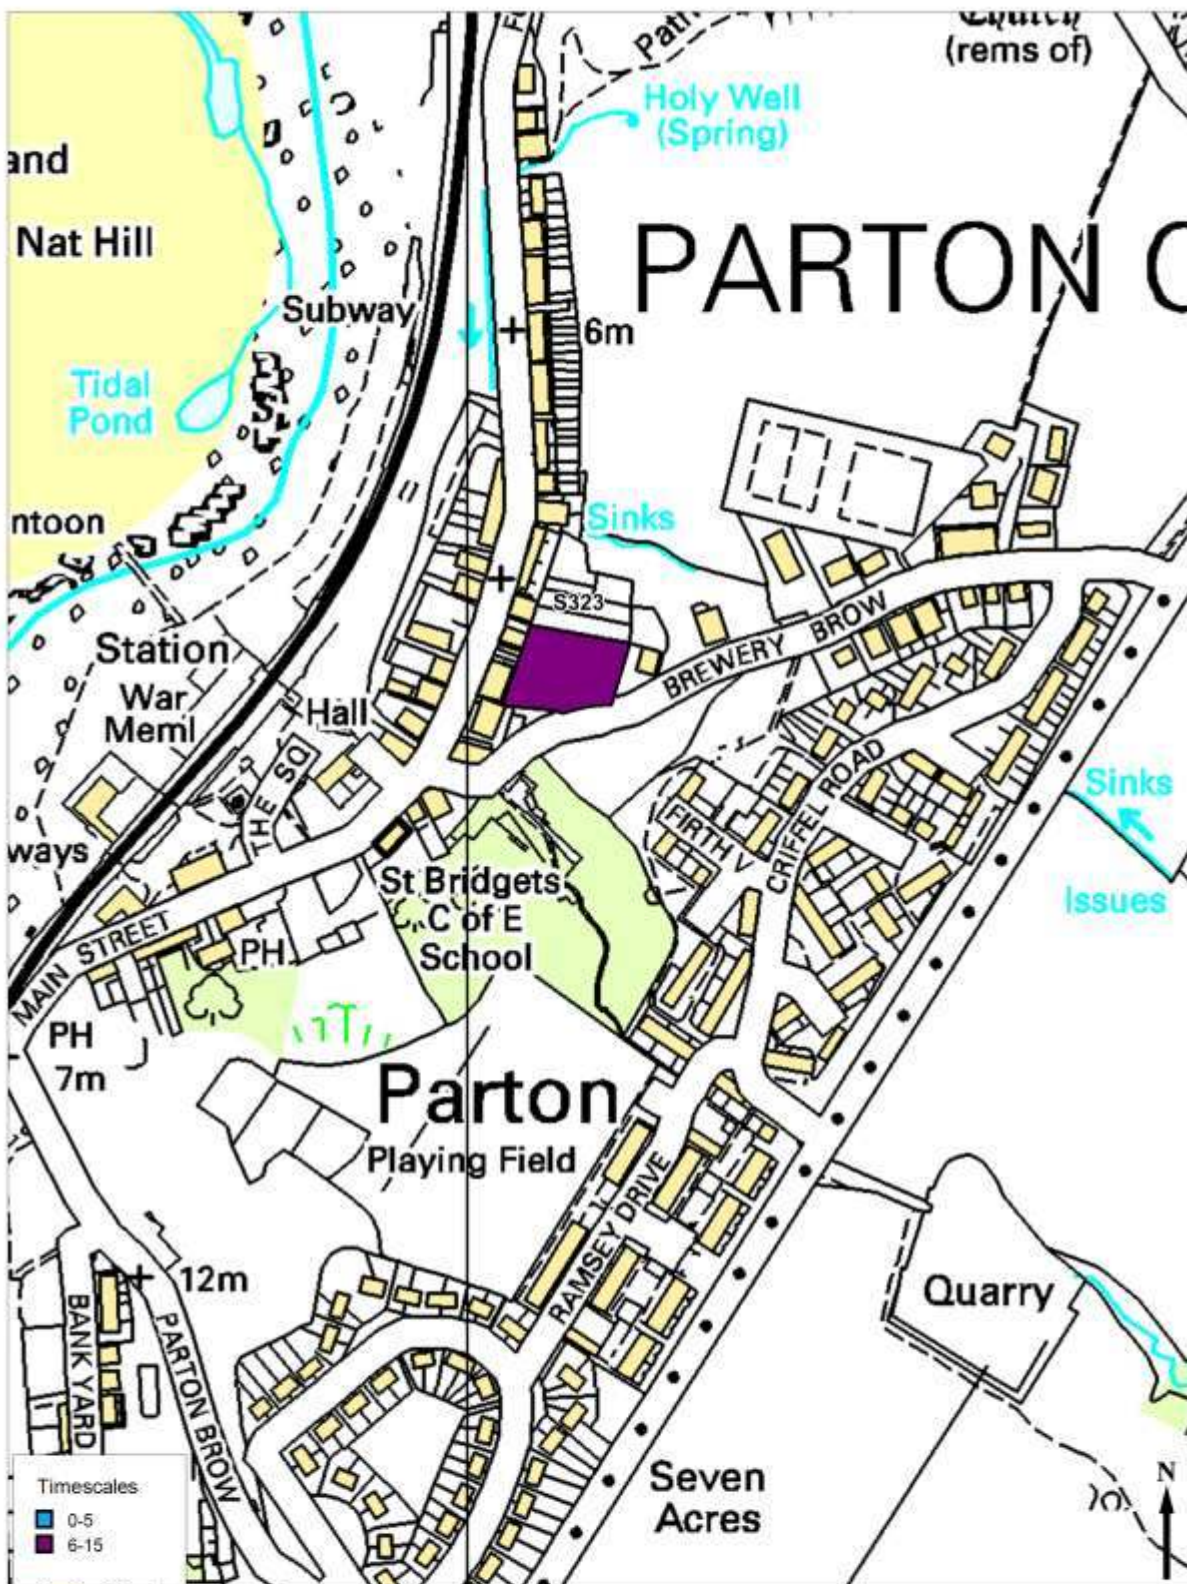 Path
Church
(rems of)
Holy Well
(Spring)
and
Nat Hill
PARTON C
Subway
6m
Tidal
Pond
ntoon
Sinks
S323
BREWERY BROW
Station
War
Meml
Hall
THE SQ
CRIFFEL ROAD
Sinks
FIRTH V
ways
St Bridgets
C of E
School
Issues
MAIN STREET
PH
PH
7m
Parton
Playing Field
RAMSEY DRIVE
12m
Quarry
BANK YARD
PARTON BROW
Seven
Acres
N
Timescales
0-5
6-15